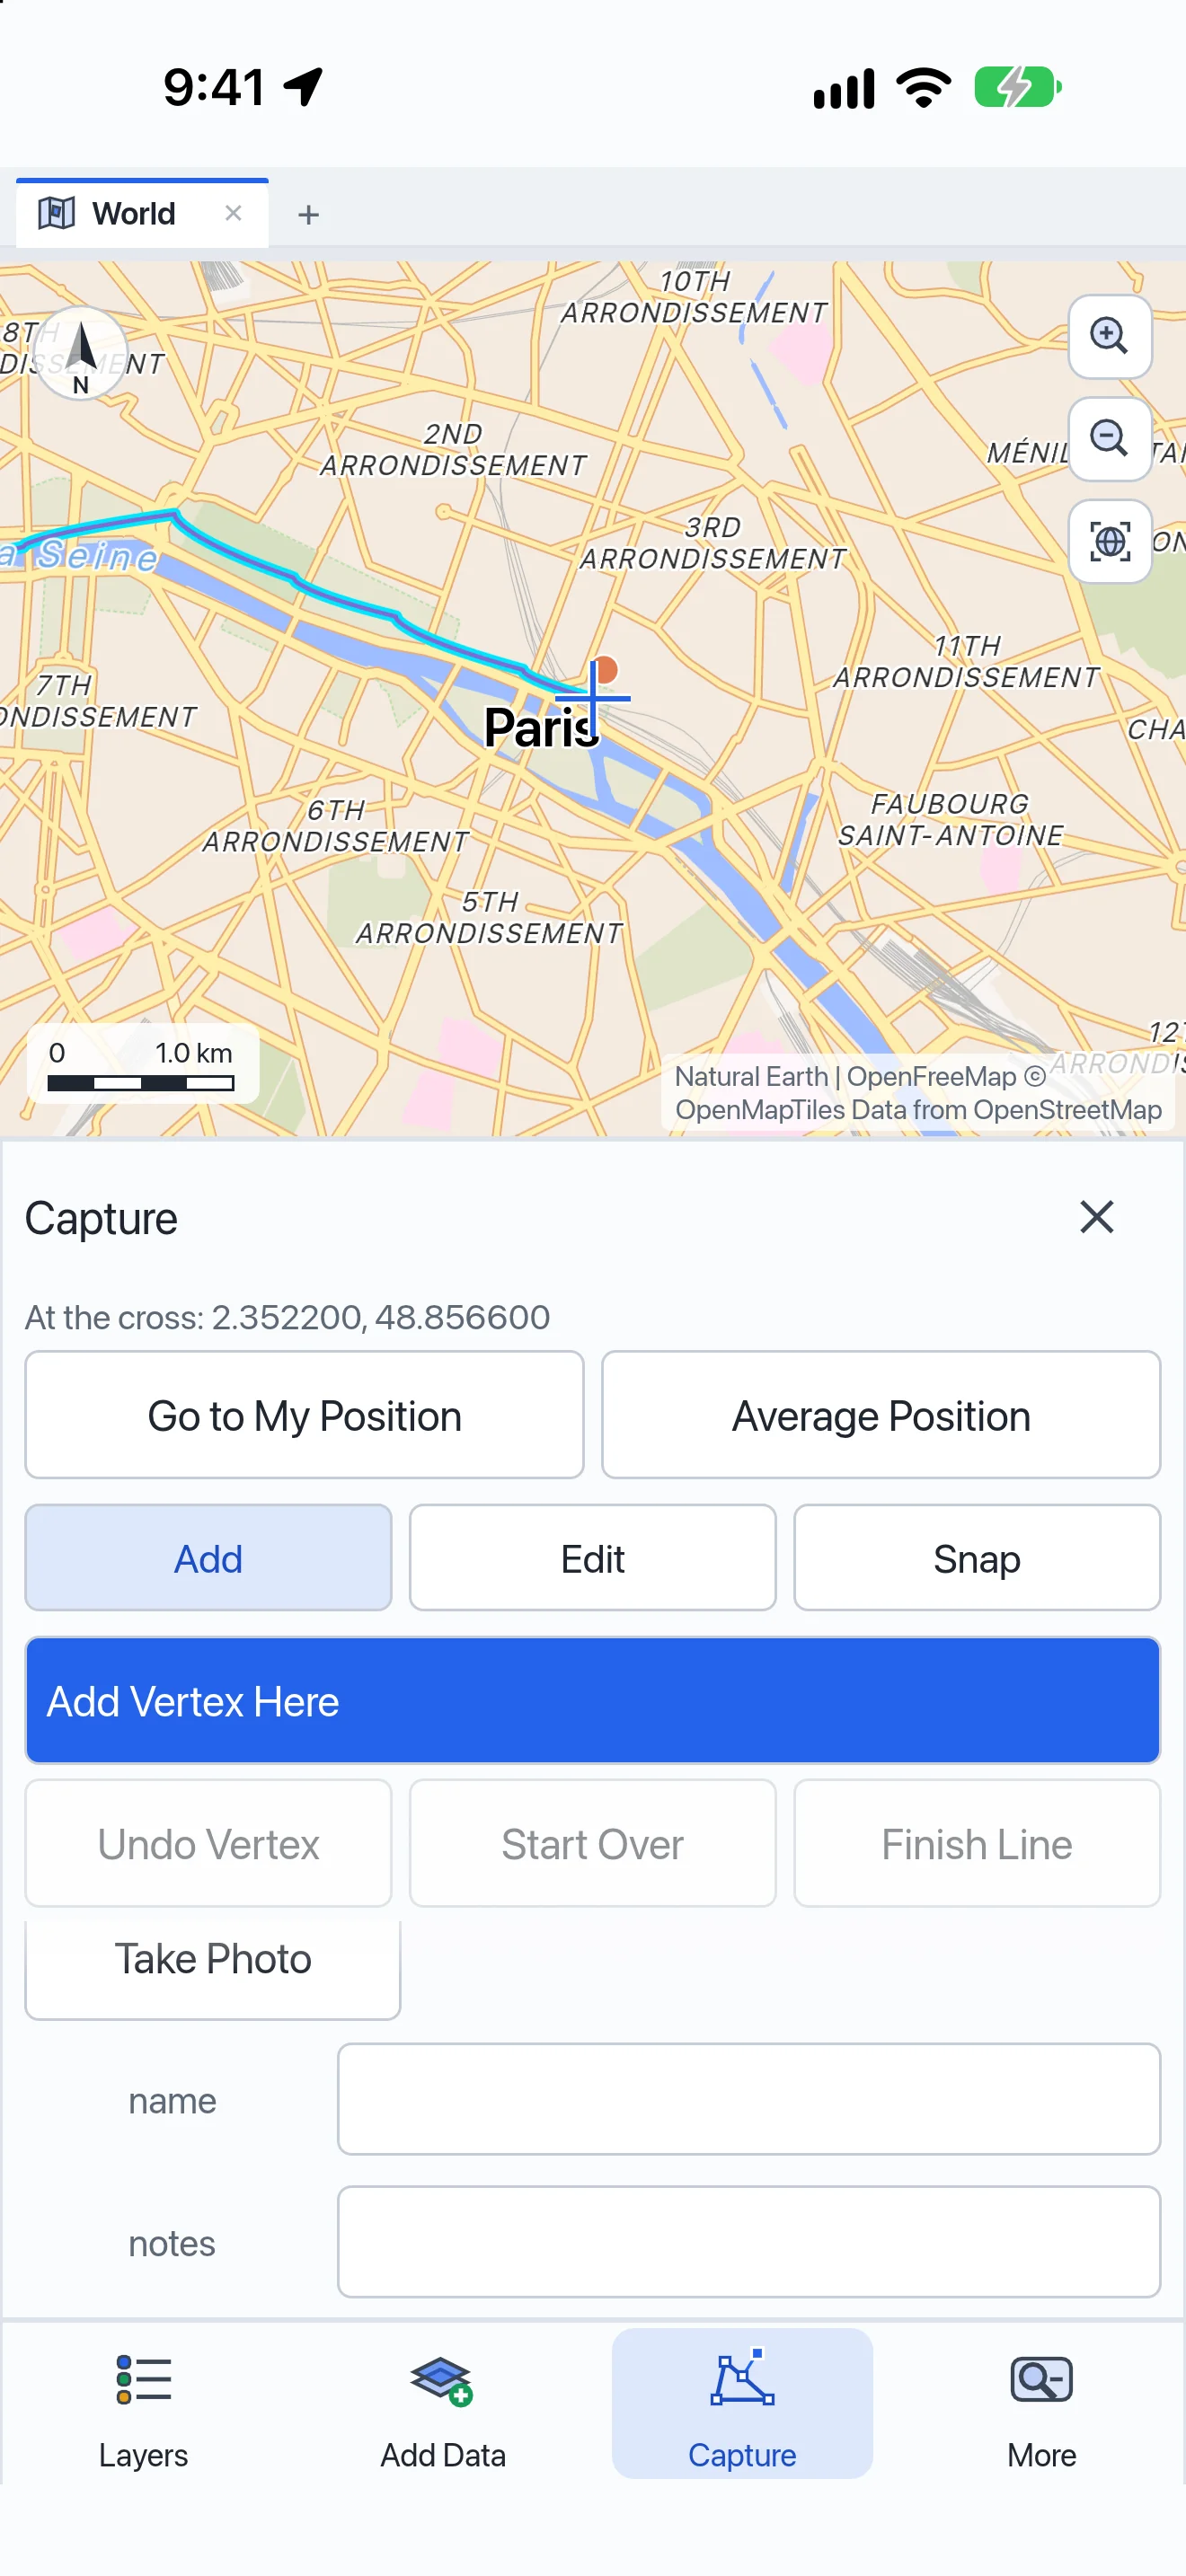 9:41
World
10TH
ARRONDISSEMENT
8TH
DISSEMENT
N
2ND
ARRONDISSEMENT
3RD
ARRONDISSEMENT
a Seine
11TH
ARRONDISSEMENT
7TH
ONDISSEMENT
Paris
CHA
6TH
ARRONDISSEMENT
FAUBOURG
SAINT-ANTOINE
5TH
ARRONDISSEMENT
0 1.0 km
Natural Earth | OpenFreeMap ©
OpenMapTiles Data from OpenStreetMap
Capture
At the cross: 2.352200, 48.856600
Go to My Position Average Position
Add Edit Snap
Add Vertex Here
Undo Vertex Start Over Finish Line
Take Photo
name
notes
Layers Add Data Capture More